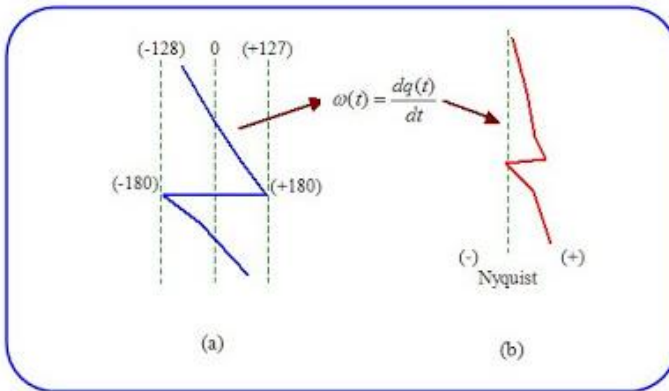 (-128) 0 (+127)
ω(t) = dq(t)/dt
(-180) (+180)
(-) (+)
Nyquist
(a) (b)